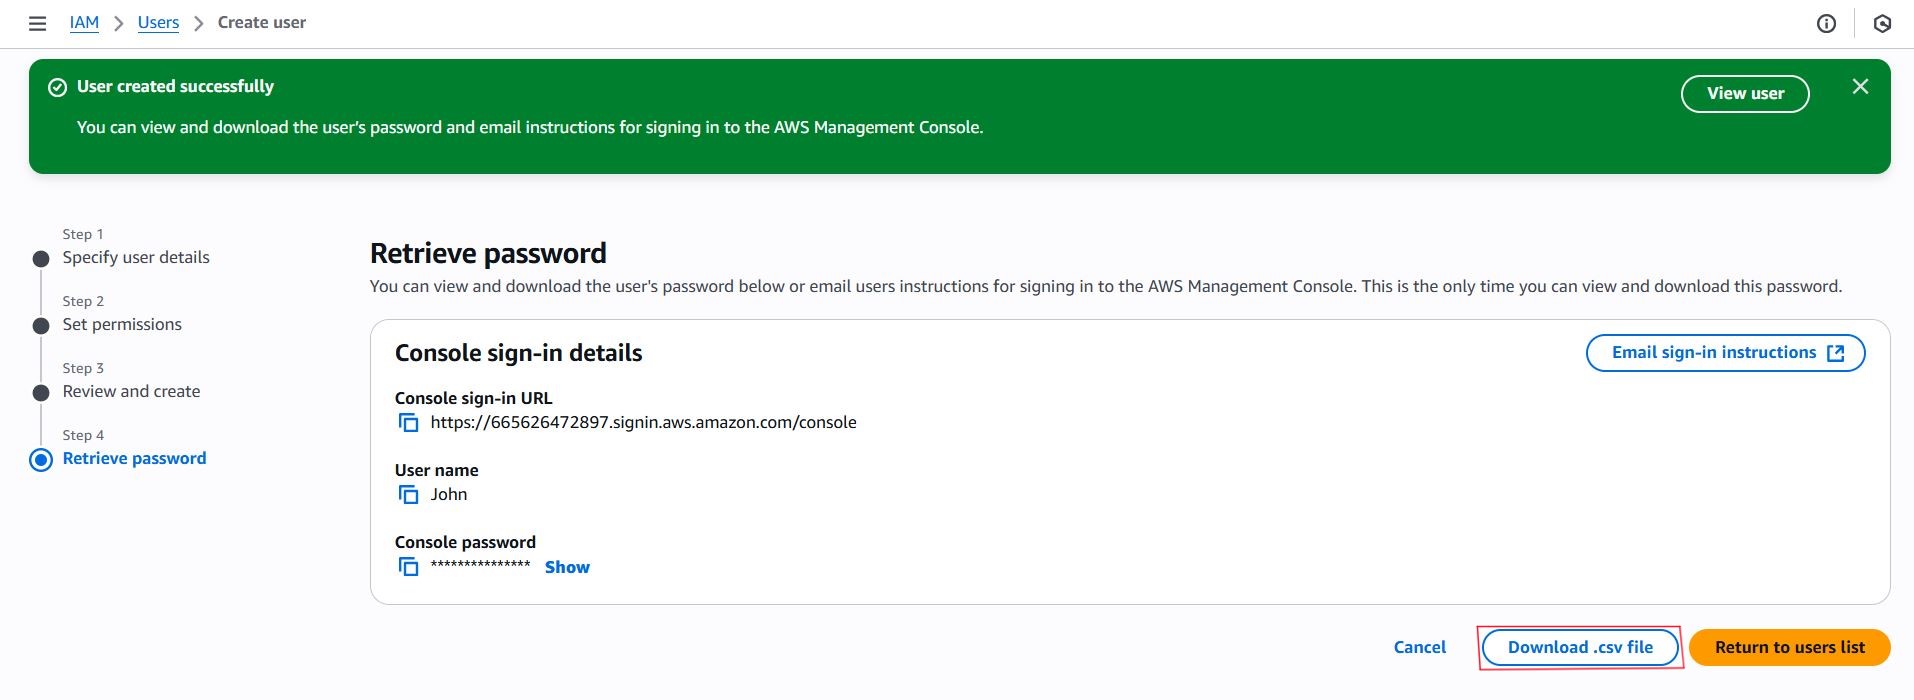 IAM > Users > Create user
User created successfully
View user
You can view and download the user's password and email instructions for signing in to the AWS Management Console.
Step 1
Specify user details
Step 2
Set permissions
Step 3
Review and create
Step 4
Retrieve password
Retrieve password
You can view and download the user's password below or email users instructions for signing in to the AWS Management Console. This is the only time you can view and download this password.
Console sign-in details
Email sign-in instructions
Console sign-in URL
https://665626472897.signin.aws.amazon.com/console
User name
John
Console password
*************** Show
Cancel
Download .csv file
Return to users list